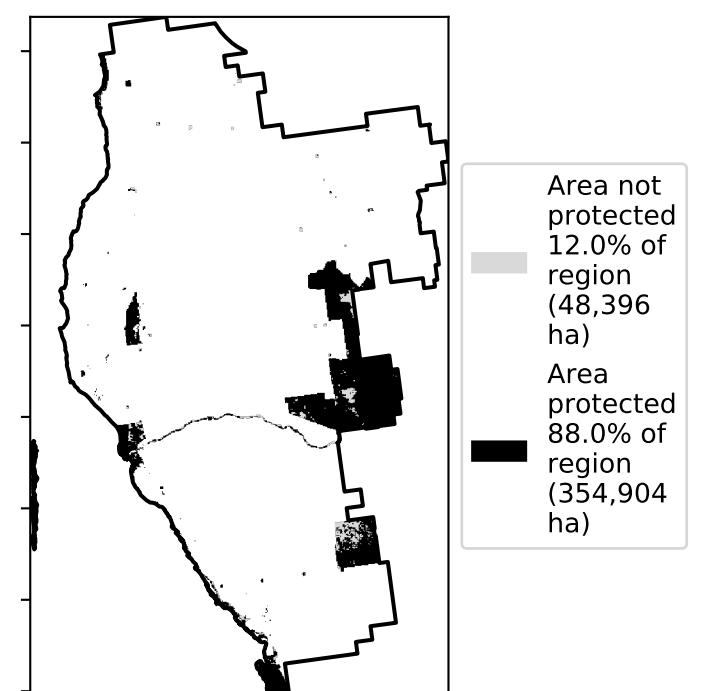 Area not
protected
12.0% of
region
(48,396
ha)
Area
protected
88.0% of
region
(354,904
ha)